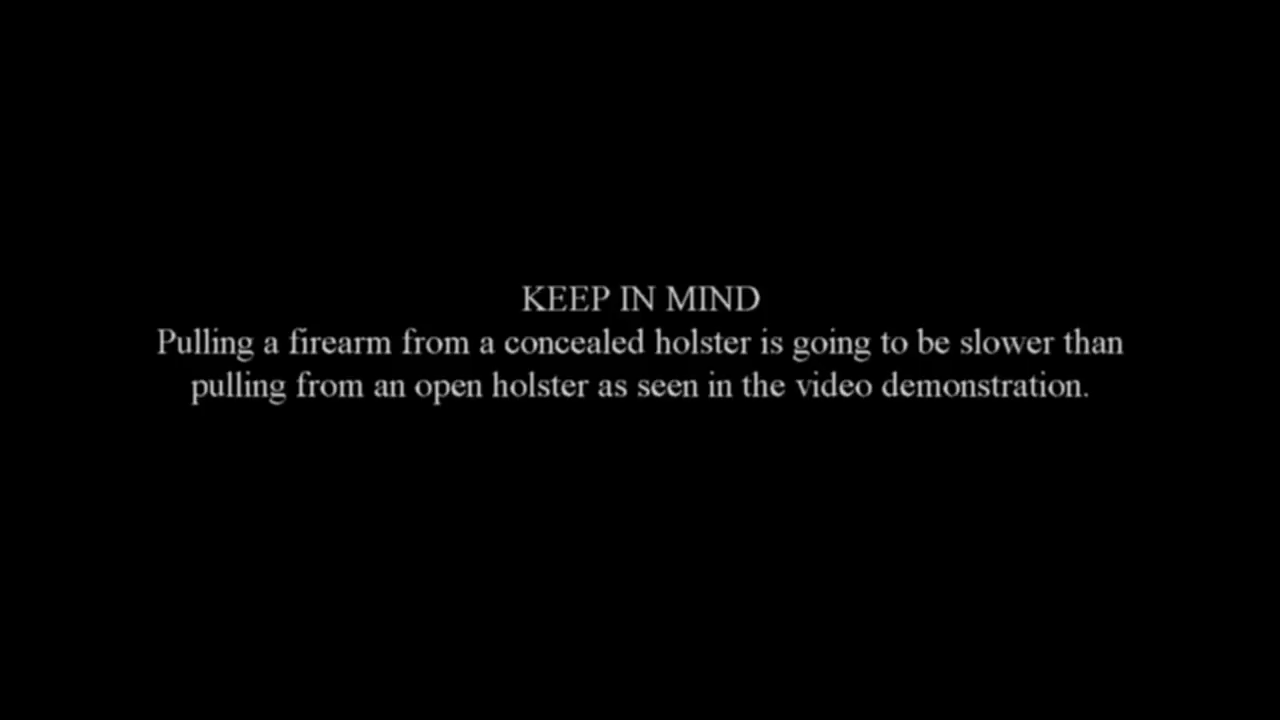 KEEP IN MIND
Pulling a firearm from a concealed holster is going to be slower than
pulling from an open holster as seen in the video demonstration.